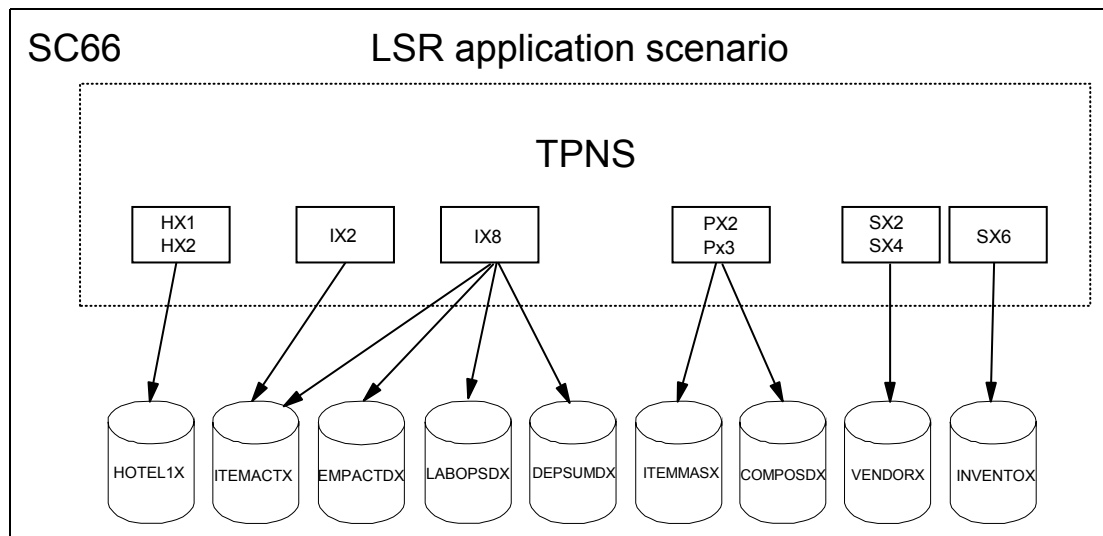 SC66
LSR application scenario
TPNS
HX1
HX2
IX2
IX8
PX2
Px3
SX2
SX4
SX6
HOTEL1X
ITEMACTX
EMPACTDX
LABOPSDX
DEPSUMDX
ITEMMASX
COMPOSDX
VENDORX
INVENTOX